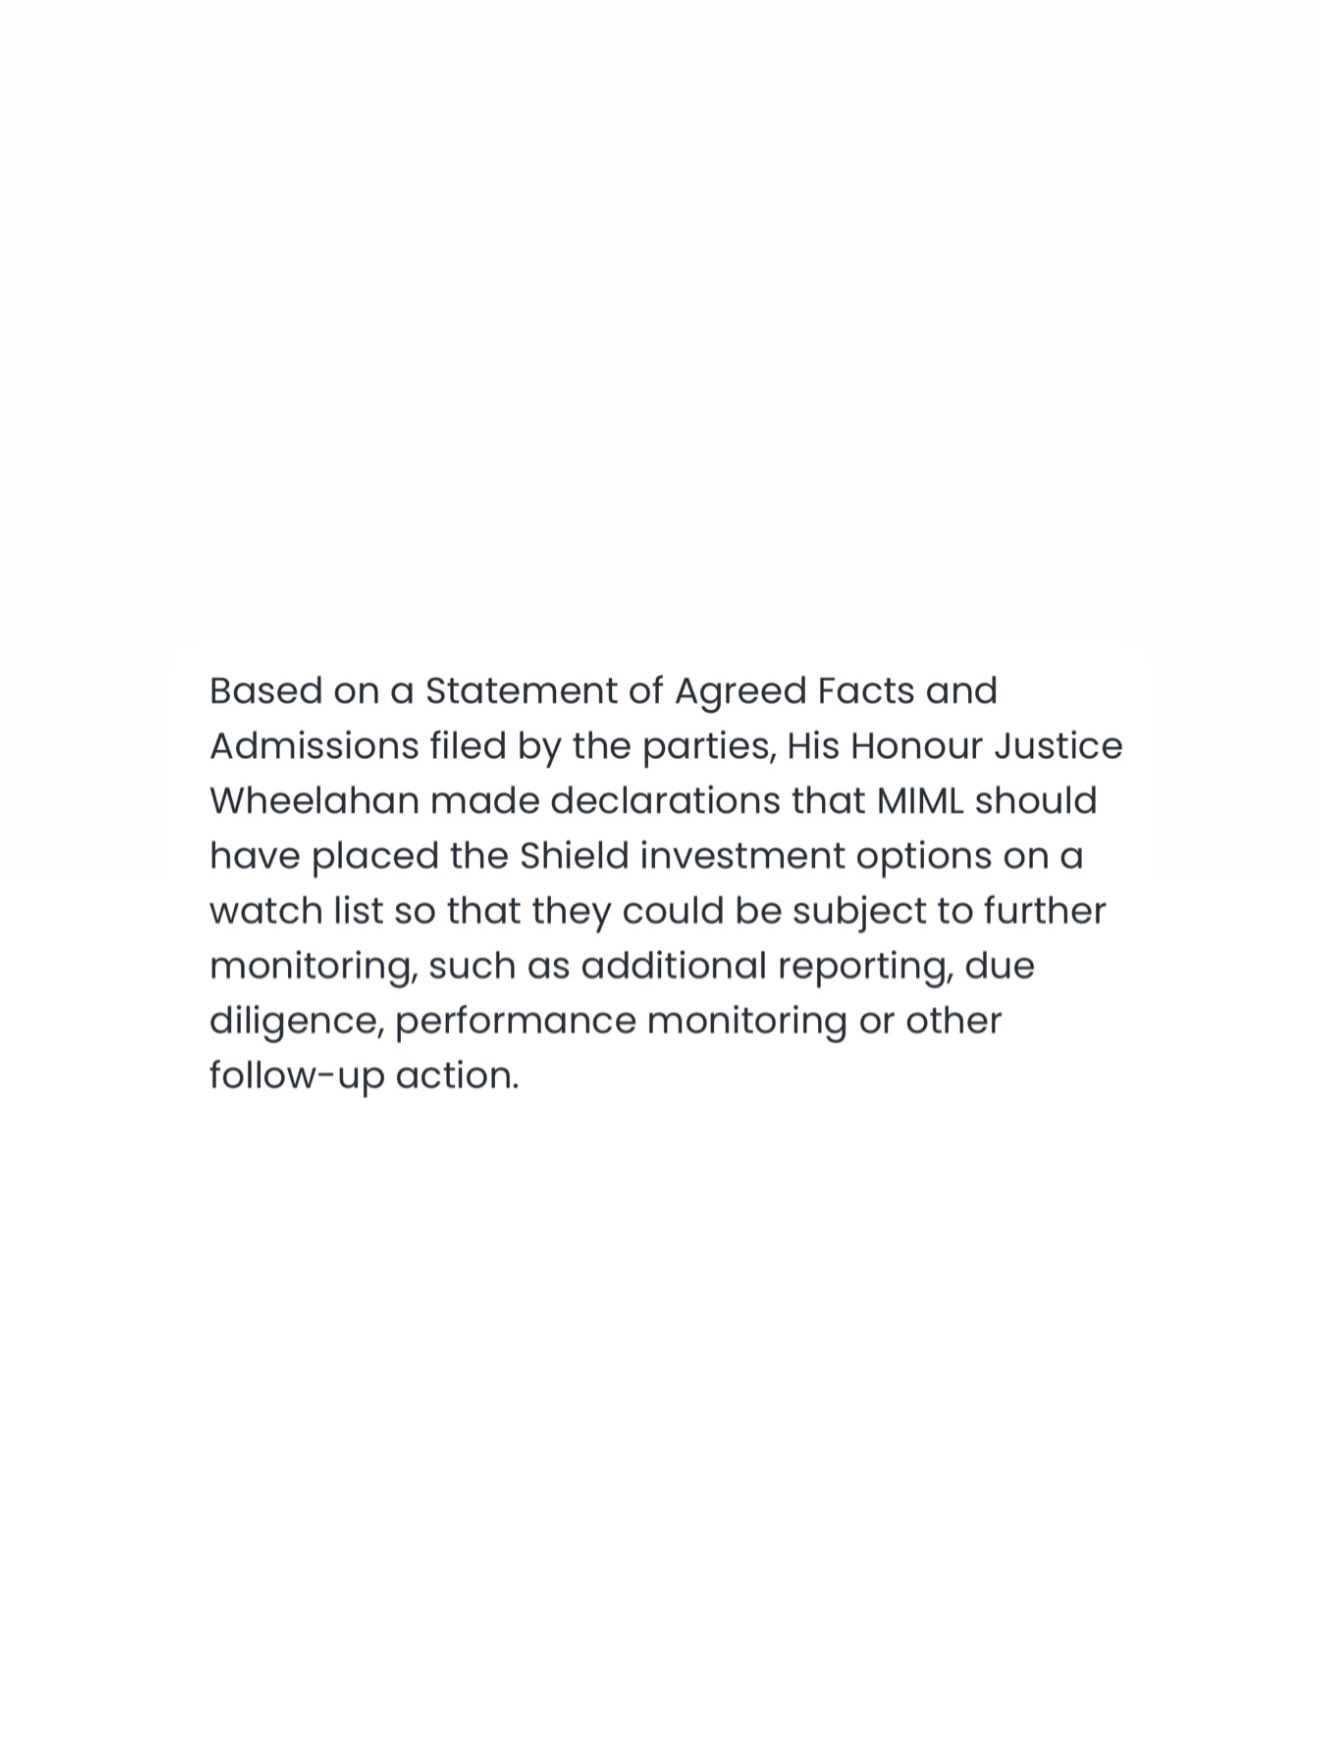 Based on a Statement of Agreed Facts and
Admissions filed by the parties, His Honour Justice
Wheelahan made declarations that MIML should
have placed the Shield investment options on a
watch list so that they could be subject to further
monitoring, such as additional reporting, due
diligence, performance monitoring or other
follow-up action.